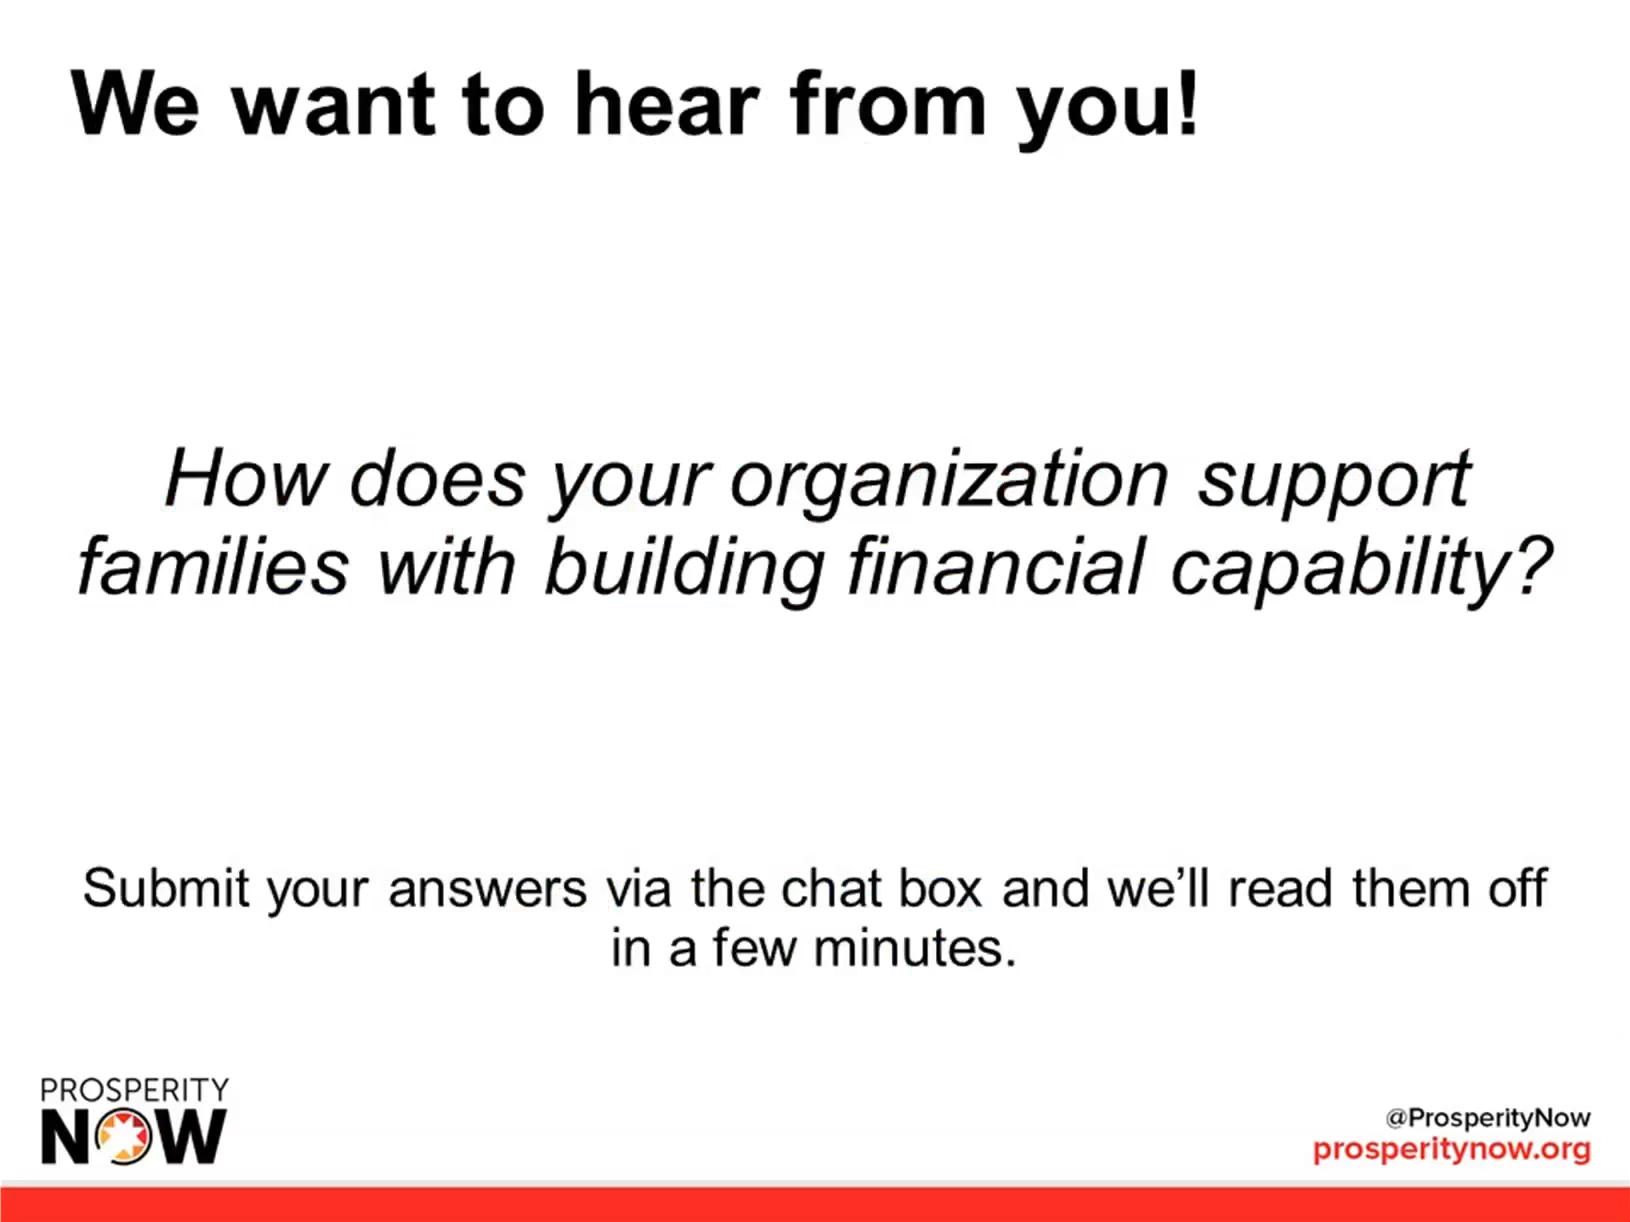 We want to hear from you!
How does your organization support
families with building financial capability?
Submit your answers via the chat box and we’ll read them off
in a few minutes.
PROSPERITY
NOW
@ProsperityNow
prosperitynow.org